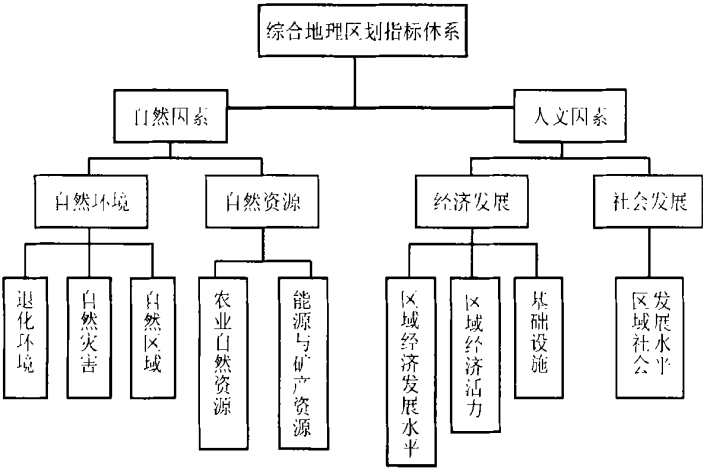 综合地理区划指标体系
自然因素
人文因素
自然环境
自然资源
经济发展
社会发展
退化环境
自然灾害
自然区域
农业自然资源
能源与矿产资源
区域经济发展水平
区域经济活力
基础设施
区域社会
发展水平